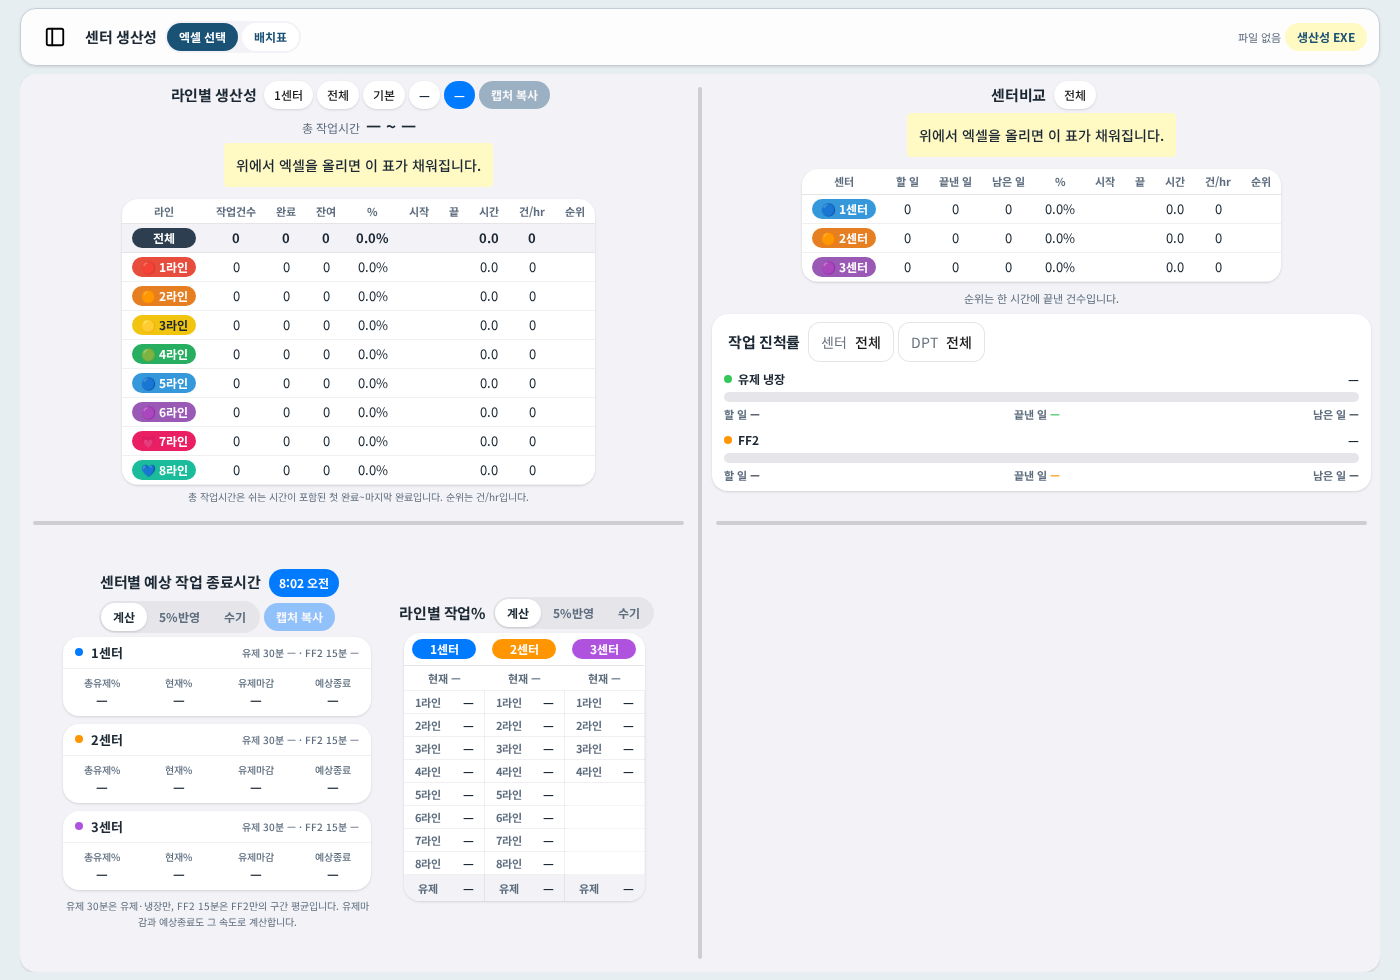 센터 생산성 엑셀 선택 배치표 파일 없음 생산성 EXE
라인별 생산성 1센터 전체 기본 — — 캡처 복사
총 작업시간 — ~ —
위에서 엑셀을 올리면 이 표가 채워집니다.
라인 작업건수 완료 잔여 % 시작 끝 시간 건/hr 순위
전체 0 0 0 0.0% 0.0 0
1라인 0 0 0 0.0% 0.0 0
2라인 0 0 0 0.0% 0.0 0
3라인 0 0 0 0.0% 0.0 0
4라인 0 0 0 0.0% 0.0 0
5라인 0 0 0 0.0% 0.0 0
6라인 0 0 0 0.0% 0.0 0
7라인 0 0 0 0.0% 0.0 0
8라인 0 0 0 0.0% 0.0 0
총 작업시간은 쉬는 시간이 포함된 첫 완료~마지막 완료입니다. 순위는 건/hr입니다.
센터비교 전체
위에서 엑셀을 올리면 이 표가 채워집니다.
센터 할 일 끝낸 일 남은 일 % 시작 끝 시간 건/hr 순위
1센터 0 0 0 0.0% 0.0 0
2센터 0 0 0 0.0% 0.0 0
3센터 0 0 0 0.0% 0.0 0
순위는 한 시간에 끝낸 건수입니다.
작업 진척률 센터 전체 DPT 전체
유제 냉장 —
할 일 — 끝낸 일 — 남은 일 —
FF2 —
할 일 — 끝낸 일 — 남은 일 —
센터별 예상 작업 종료시간 8:02 오전
계산 5%반영 수기 캡처 복사
1센터 유제 30분 — · FF2 15분 —
총유제% 현재% 유제마감 예상종료
— — — —
2센터 유제 30분 — · FF2 15분 —
총유제% 현재% 유제마감 예상종료
— — — —
3센터 유제 30분 — · FF2 15분 —
총유제% 현재% 유제마감 예상종료
— — — —
유제 30분은 유제·냉장만, FF2 15분은 FF2만의 구간 평균입니다. 유제마
감과 예상종료도 그 속도로 계산합니다.
라인별 작업% 계산 5%반영 수기
1센터 2센터 3센터
현재 — 현재 — 현재 —
1라인 — 1라인 — 1라인 —
2라인 — 2라인 — 2라인 —
3라인 — 3라인 — 3라인 —
4라인 — 4라인 — 4라인 —
5라인 — 5라인 —
6라인 — 6라인 —
7라인 — 7라인 —
8라인 — 8라인 —
유제 — 유제 — 유제 —